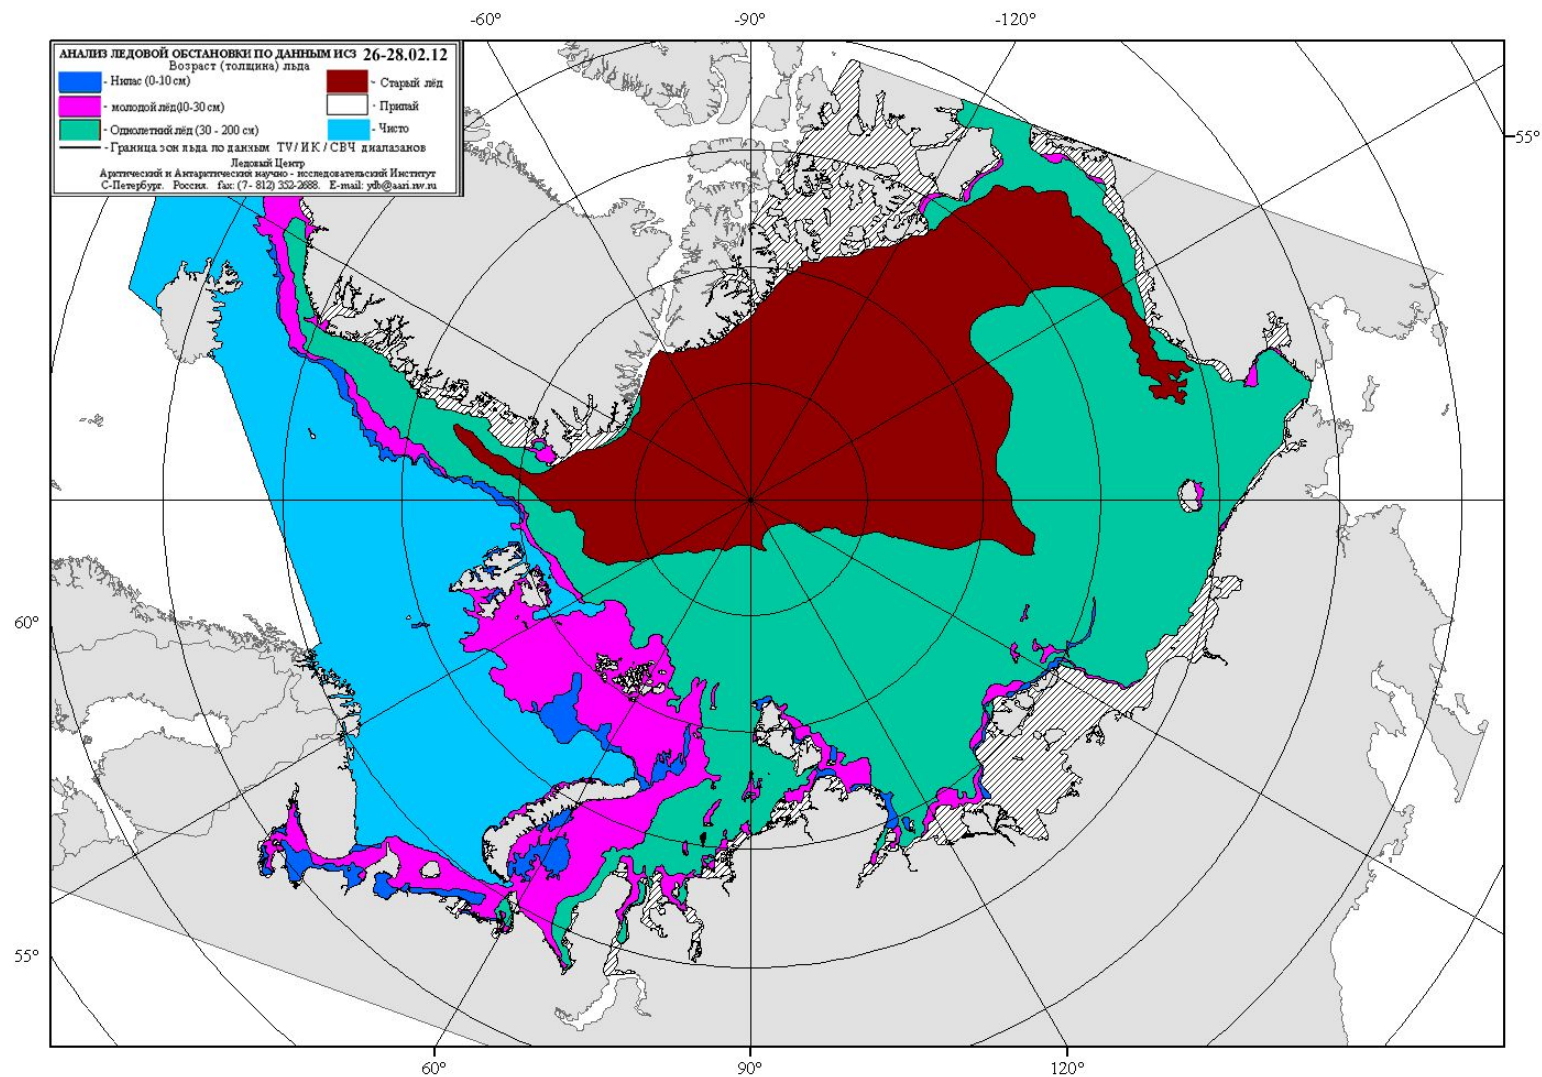 -60°
-90°
-120°
АНАЛИЗ ЛЕДОВОЙ ОБСТАНОВКИ ПО ДАННЫМ ИСЗ 26-28.02.12
Возраст (толщина) льда
- Нилас (0-10 см)
- Старый лёд
- молодой лёд(10-30 см)
- Припай
- Однолетний лёд (30 - 200 см)
- Чисто
- Граница зон льда по данным TV/ ИК / СВЧ диапазонов
Ледовый Центр
Арктический и Антарктический научно - исследовательский Институт
С-Петербург. Россия. fax: (7- 812) 352-2688. E-mail: ydb@aari.nw.ru
55°
60°
55°
60°
90°
120°